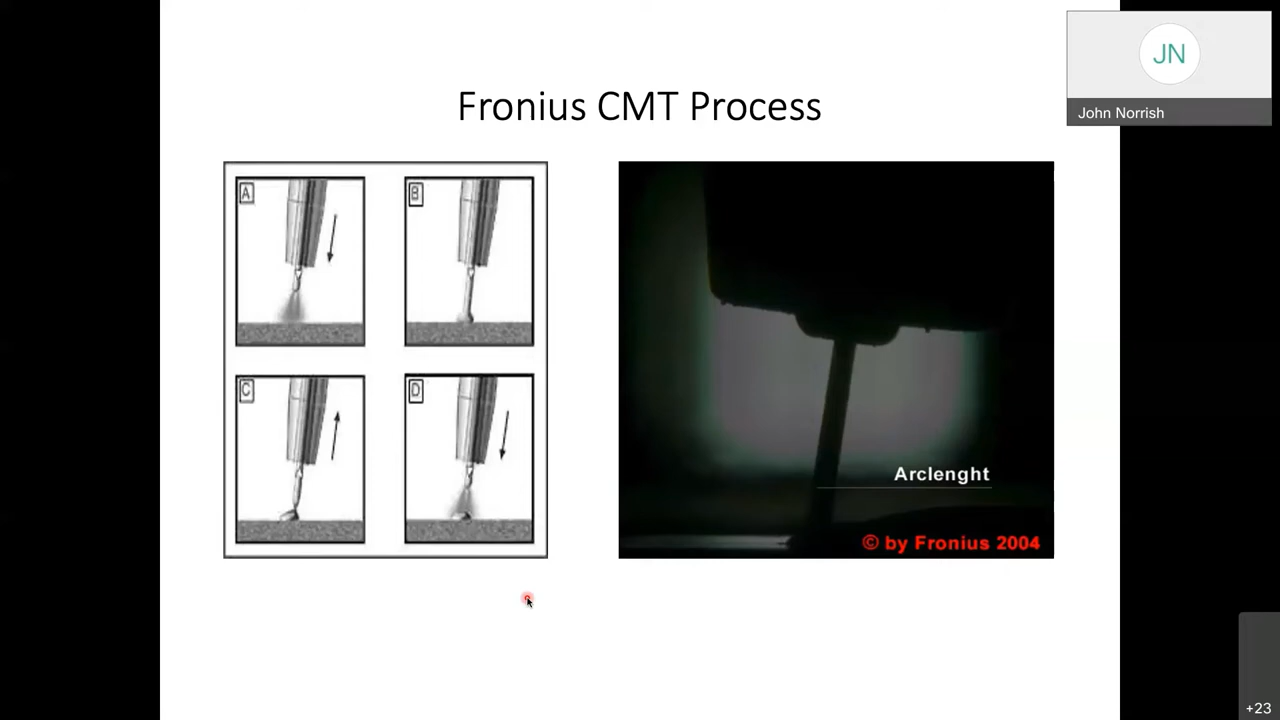 Fronius CMT Process
A
B
C
D
Arclenght
© by Fronius 2004
JN
John Norrish
+23